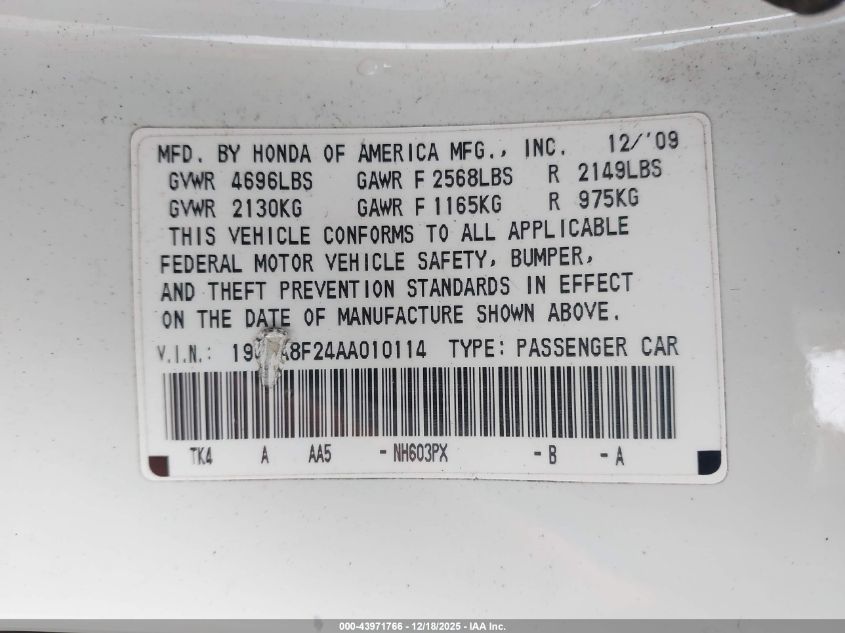 MFD. BY HONDA OF AMERICA MFG., INC. 12/'09
GVWR 4696LBS GAWR F 2568LBS R 2149LBS
GVWR 2130KG GAWR F 1165KG R 975KG
THIS VEHICLE CONFORMS TO ALL APPLICABLE
FEDERAL MOTOR VEHICLE SAFETY, BUMPER,
AND THEFT PREVENTION STANDARDS IN EFFECT
ON THE DATE OF MANUFACTURE SHOWN ABOVE.
V.I.N.: TYPE: PASSENGER CAR
TK4 A AA5 - NH603PX - B - A
000-43971766 - 12/18/2025 - IAA Inc.